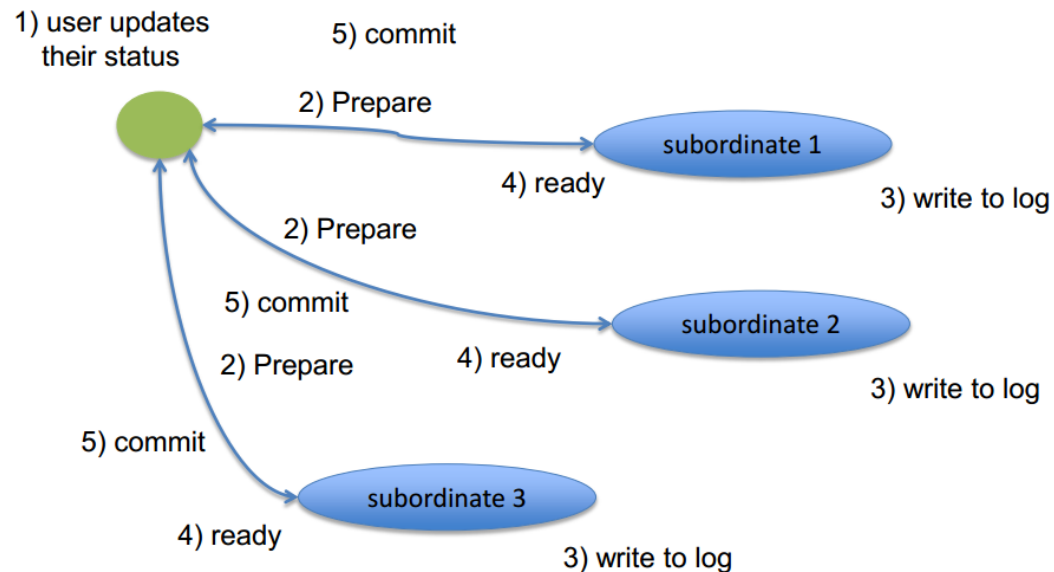 1) user updates
their status
5) commit
2) Prepare
subordinate 1
4) ready
3) write to log
2) Prepare
5) commit
subordinate 2
4) ready
2) Prepare
3) write to log
5) commit
subordinate 3
4) ready
3) write to log